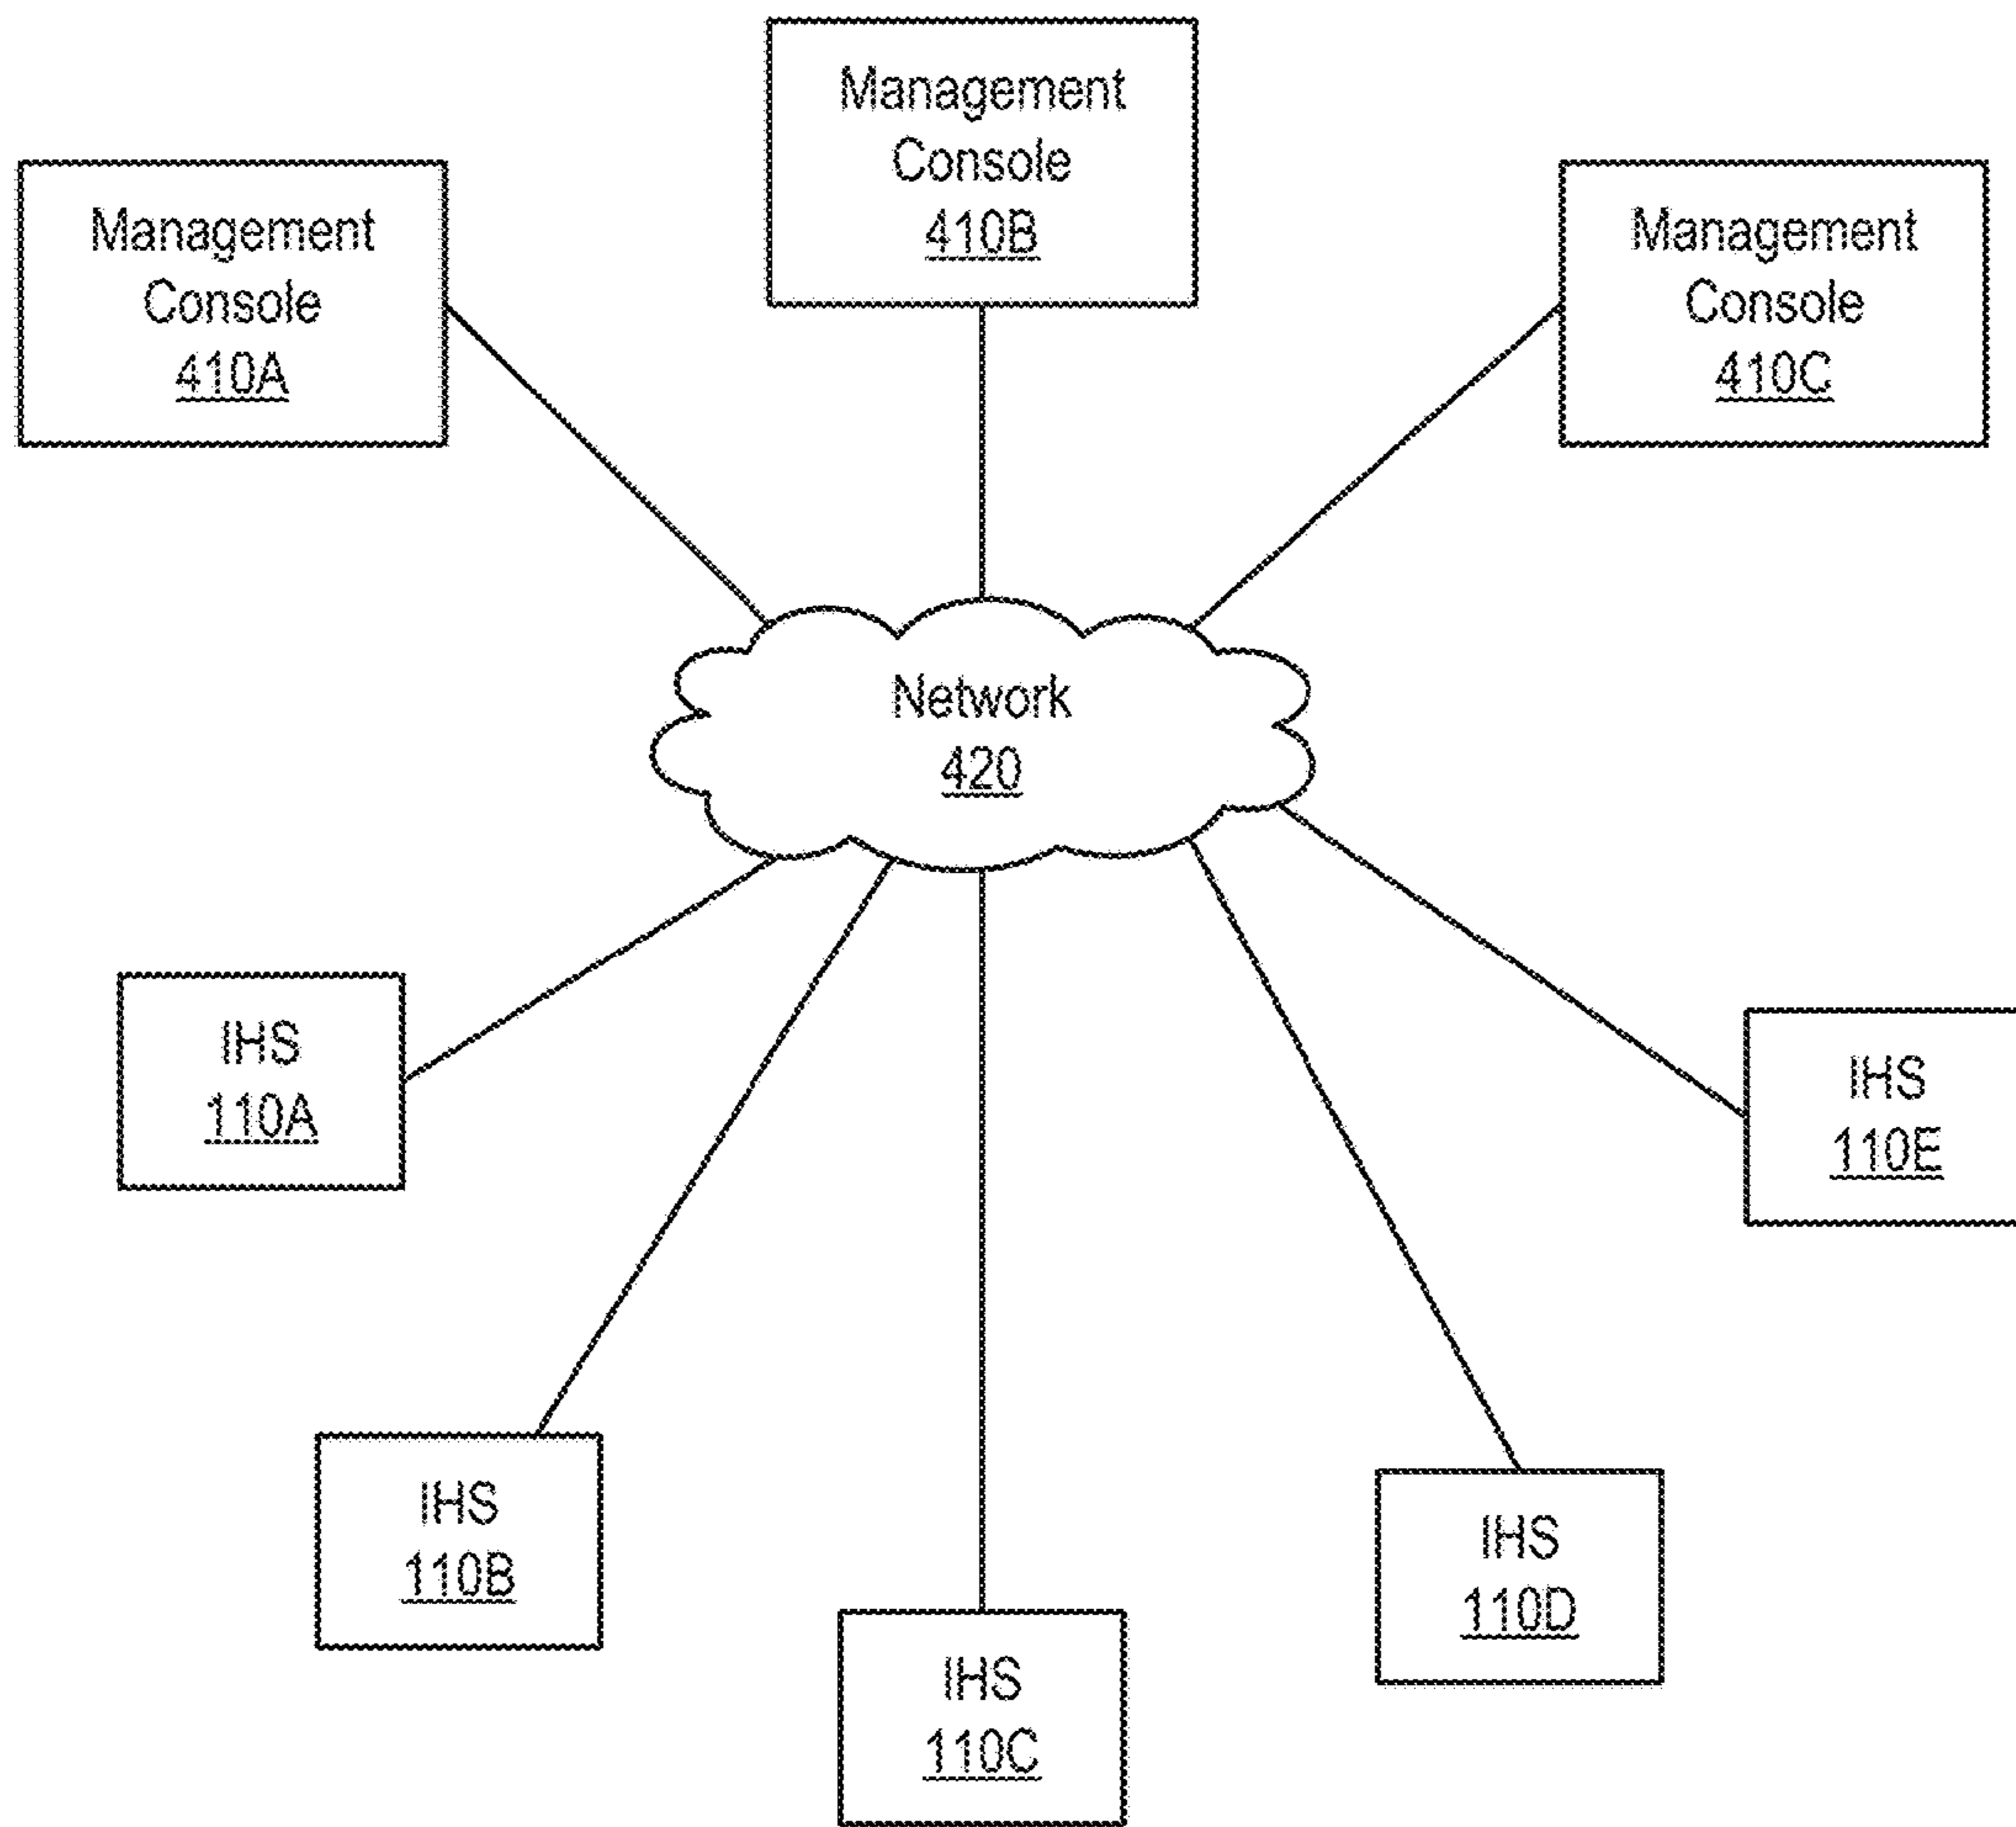 Management
Console
410A
Management
Console
410B
Management
Console
410C
Network
420
IHS
110A
IHS
110B
IHS
110C
IHS
110D
IHS
110E